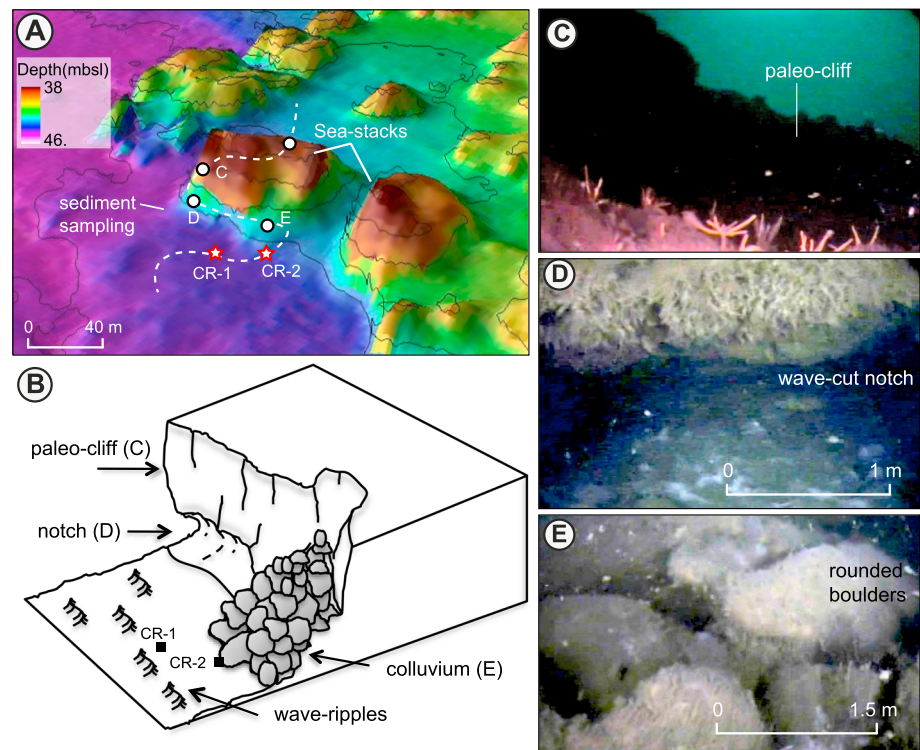 A
Depth(mbsl)
38
46.
Sea-stacks
C
D
E
sediment
sampling
CR-1
CR-2
0
40 m
B
paleo-cliff (C)
notch (D)
CR-1
CR-2
colluvium (E)
wave-ripples
C
paleo-cliff
D
wave-cut notch
0
1 m
E
rounded
boulders
0
1.5 m